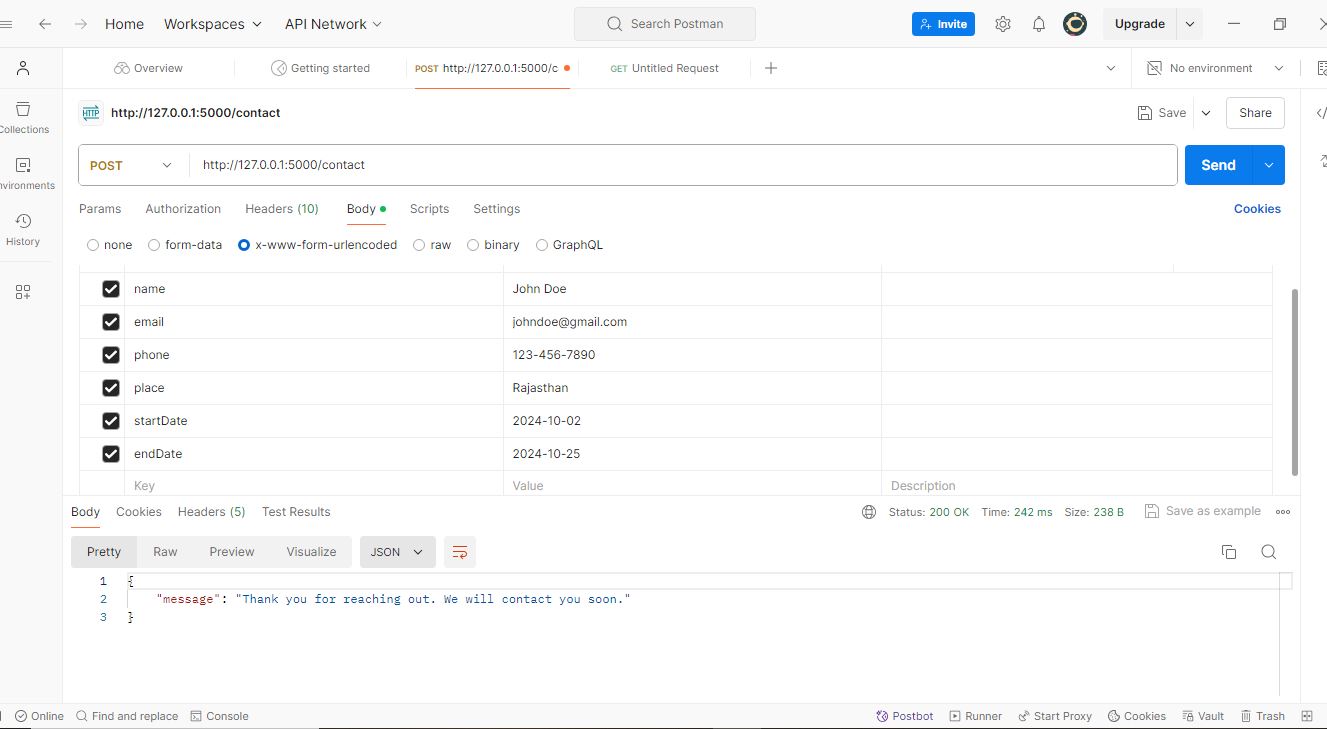 Home Workspaces API Network Search Postman Invite Upgrade
Overview Getting started POST http://127.0.0.1:5000/c GET Untitled Request No environment
HTTP http://127.0.0.1:5000/contact Save Share
POST http://127.0.0.1:5000/contact Send
Collections
nvironments
History
Params Authorization Headers (10) Body Scripts Settings Cookies
none form-data x-www-form-urlencoded raw binary GraphQL
name John Doe
email johndoe@gmail.com
phone 123-456-7890
place Rajasthan
startDate 2024-10-02
endDate 2024-10-25
Key Value Description
Body Cookies Headers (5) Test Results Status: 200 OK Time: 242 ms Size: 238 B Save as example
Pretty Raw Preview Visualize JSON
1 {
2 "message": "Thank you for reaching out. We will contact you soon."
3 }
Online Find and replace Console Postbot Runner Start Proxy Cookies Vault Trash